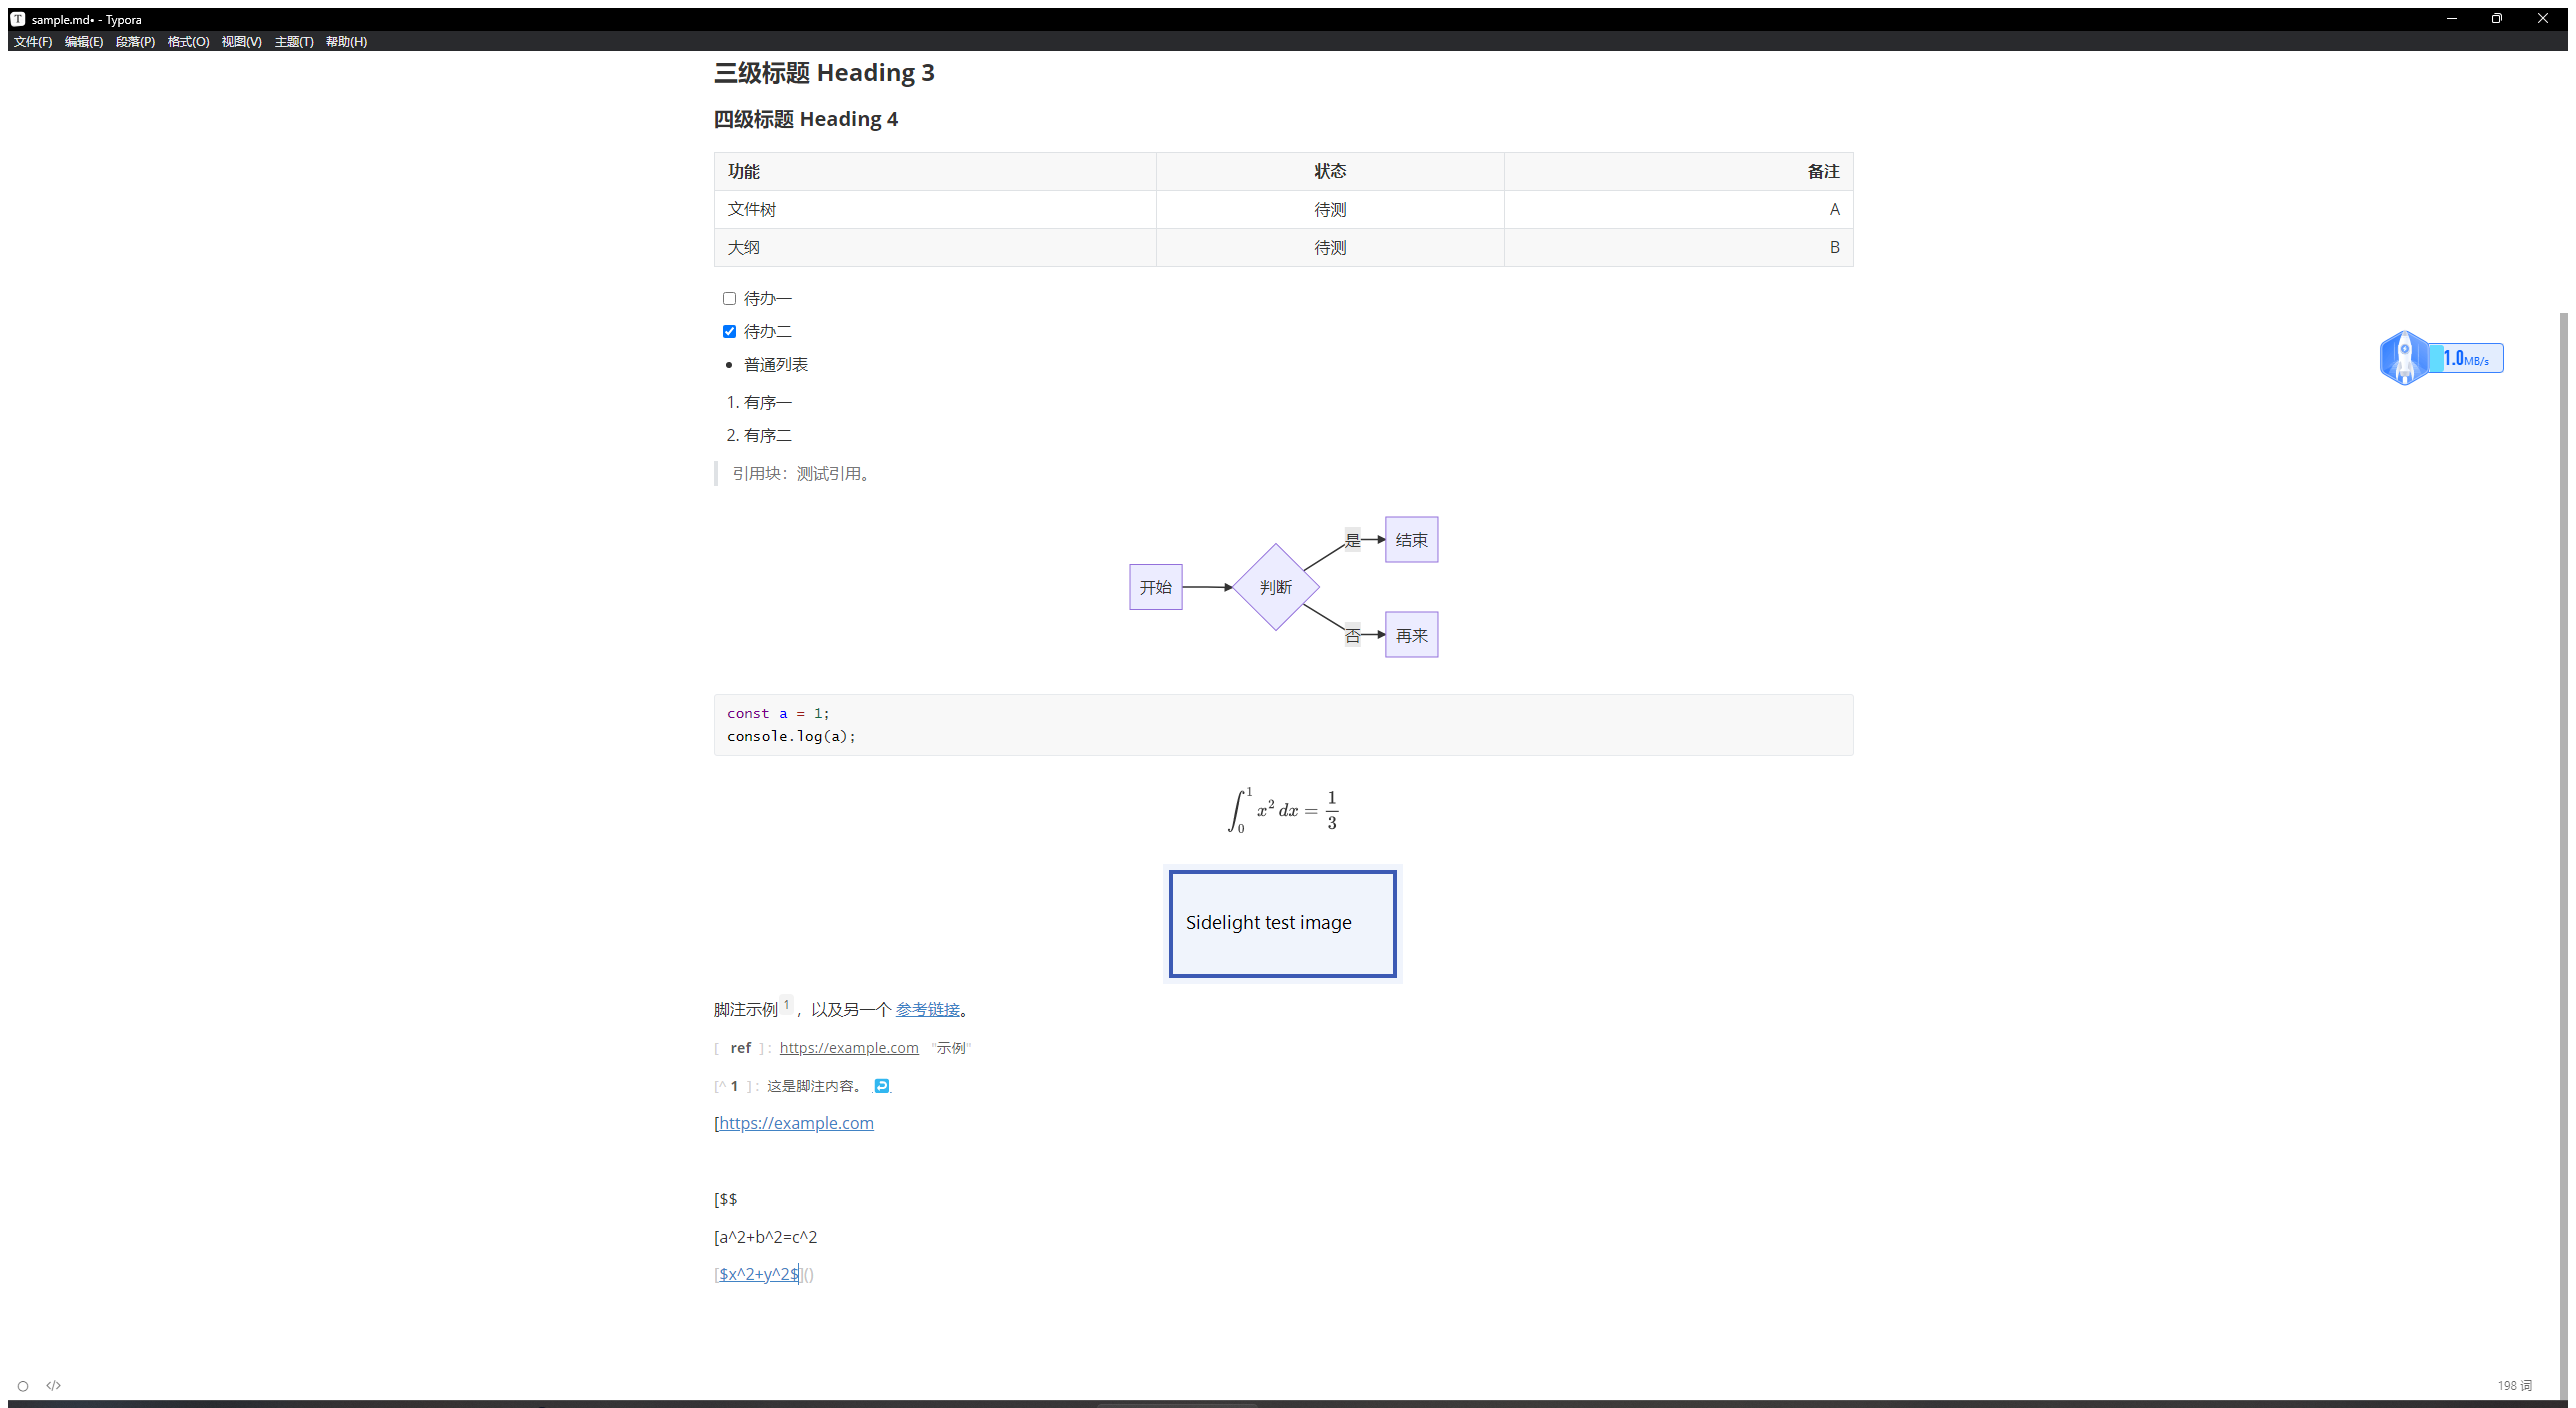 sample.md• - Typora
文件(F) 编辑(E) 段落(P) 格式(O) 视图(V) 主题(T) 帮助(H)
三级标题 Heading 3
四级标题 Heading 4
功能 状态 备注
文件树 待测 A
大纲 待测 B
待办一
待办二
• 普通列表
1. 有序一
2. 有序二
引用块：测试引用。
是 结束
开始 判断
否 再来
const a = 1;
console.log(a);
∫₀¹ x² dx = 1/3
Sidelight test image
脚注示例¹，以及另一个 参考链接。
[ ref ]: https://example.com "示例"
[^ 1 ]: 这是脚注内容。 ↩
[https://example.com
[$$
[a^2+b^2=c^2
[$x^2+y^2$]()
1.0MB/s
</> 198 词